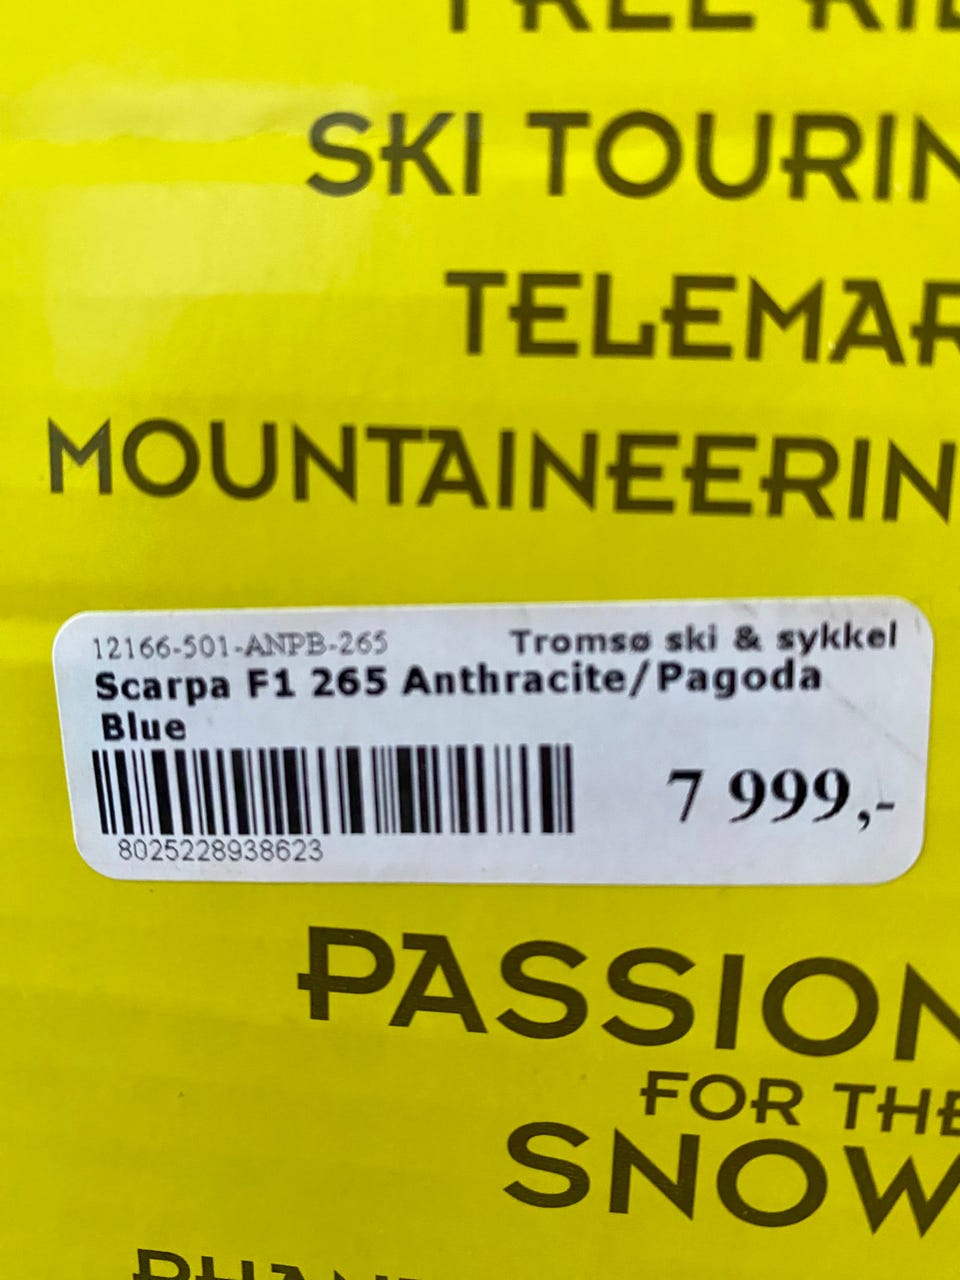 SKI TOURIN
TELEMAR
MOUNTAINEERIN
12166-501-ANPB-265 Tromsø ski & sykkel
Scarpa F1 265 Anthracite/Pagoda
Blue
7 999,-
8025228938623
PASSION
FOR THE
SNOW